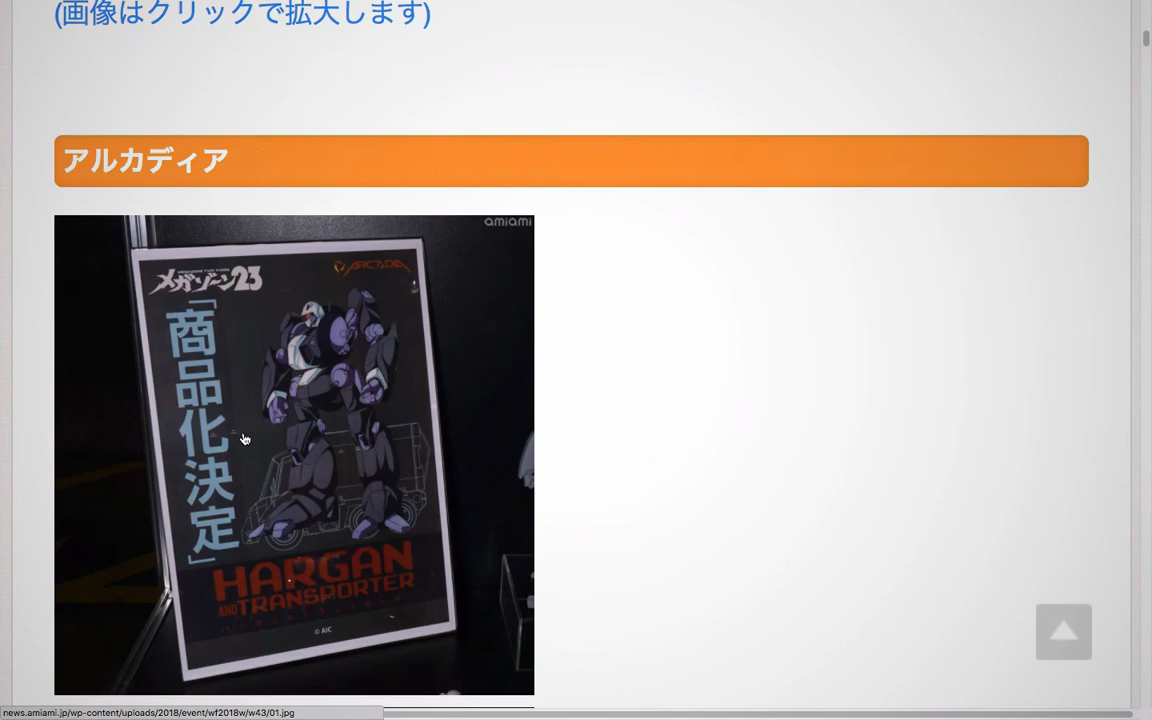 (画像はクリックで拡大します)
アルカディア
amiami
メガゾーン23
ARCADIA
「商品化決定」
HARGAN
AND TRANSPORTER
© AIC
news.amiami.jp/wp-content/uploads/2018/event/wf2018w/w43/01.jpg